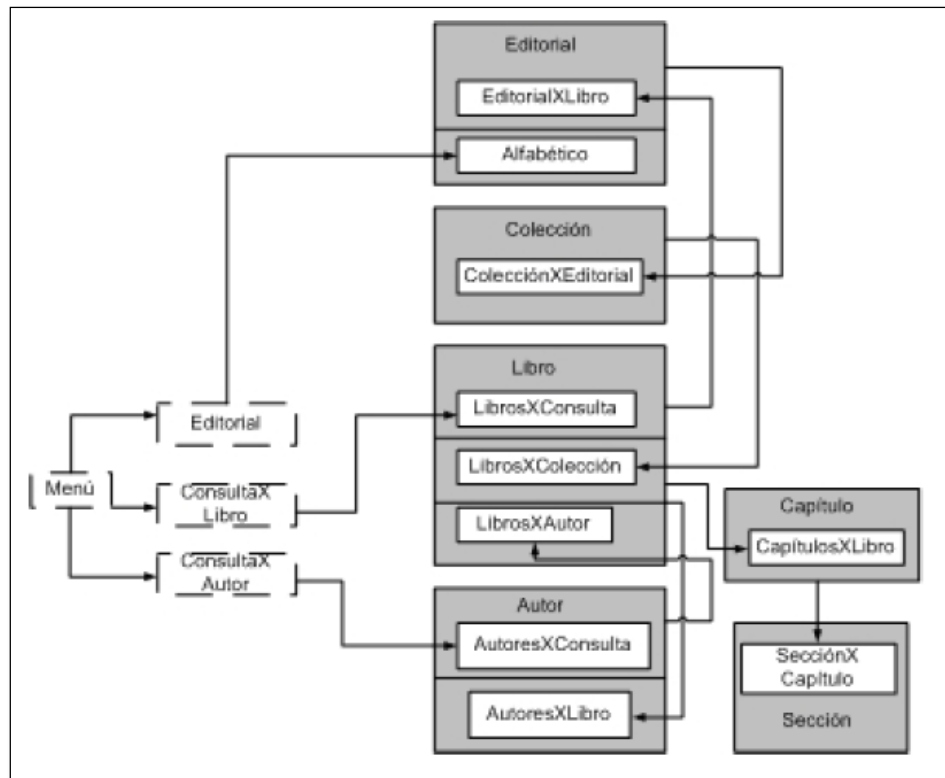 Editorial
EditorialXLibro
Alfabético
Colección
ColecciónXEditorial
Libro
LibrosXConsulta
LibrosXColección
LibrosXAutor
Autor
AutoresXConsulta
AutoresXLibro
Menú
Editorial
ConsultaX
Libro
ConsultaX
Autor
Capítulo
CapítulosXLibro
SecciónX
Capítulo
Sección